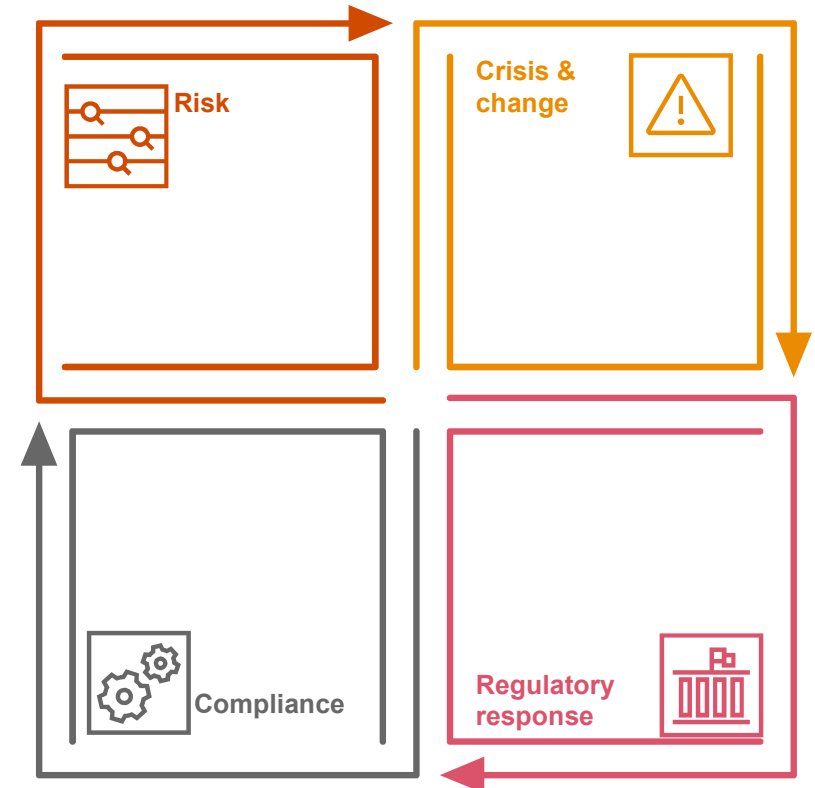 Risk
Crisis &
change
Compliance
Regulatory
response